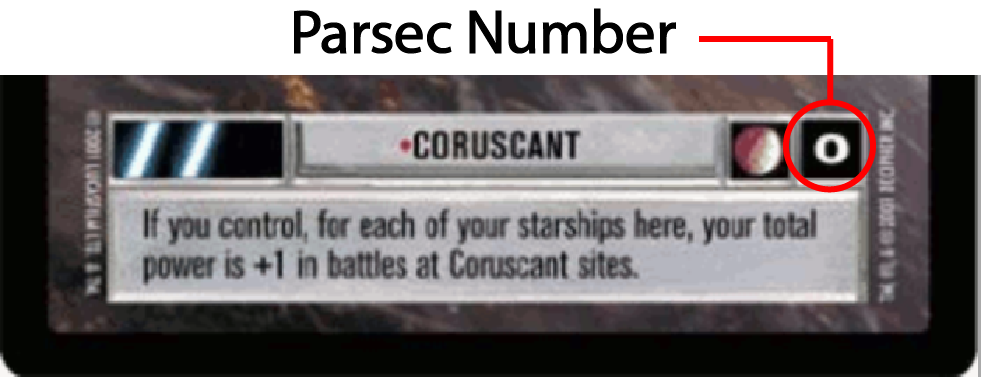 Parsec Number
•CORUSCANT
0
If you control, for each of your starships here, your total
power is +1 in battles at Coruscant sites.